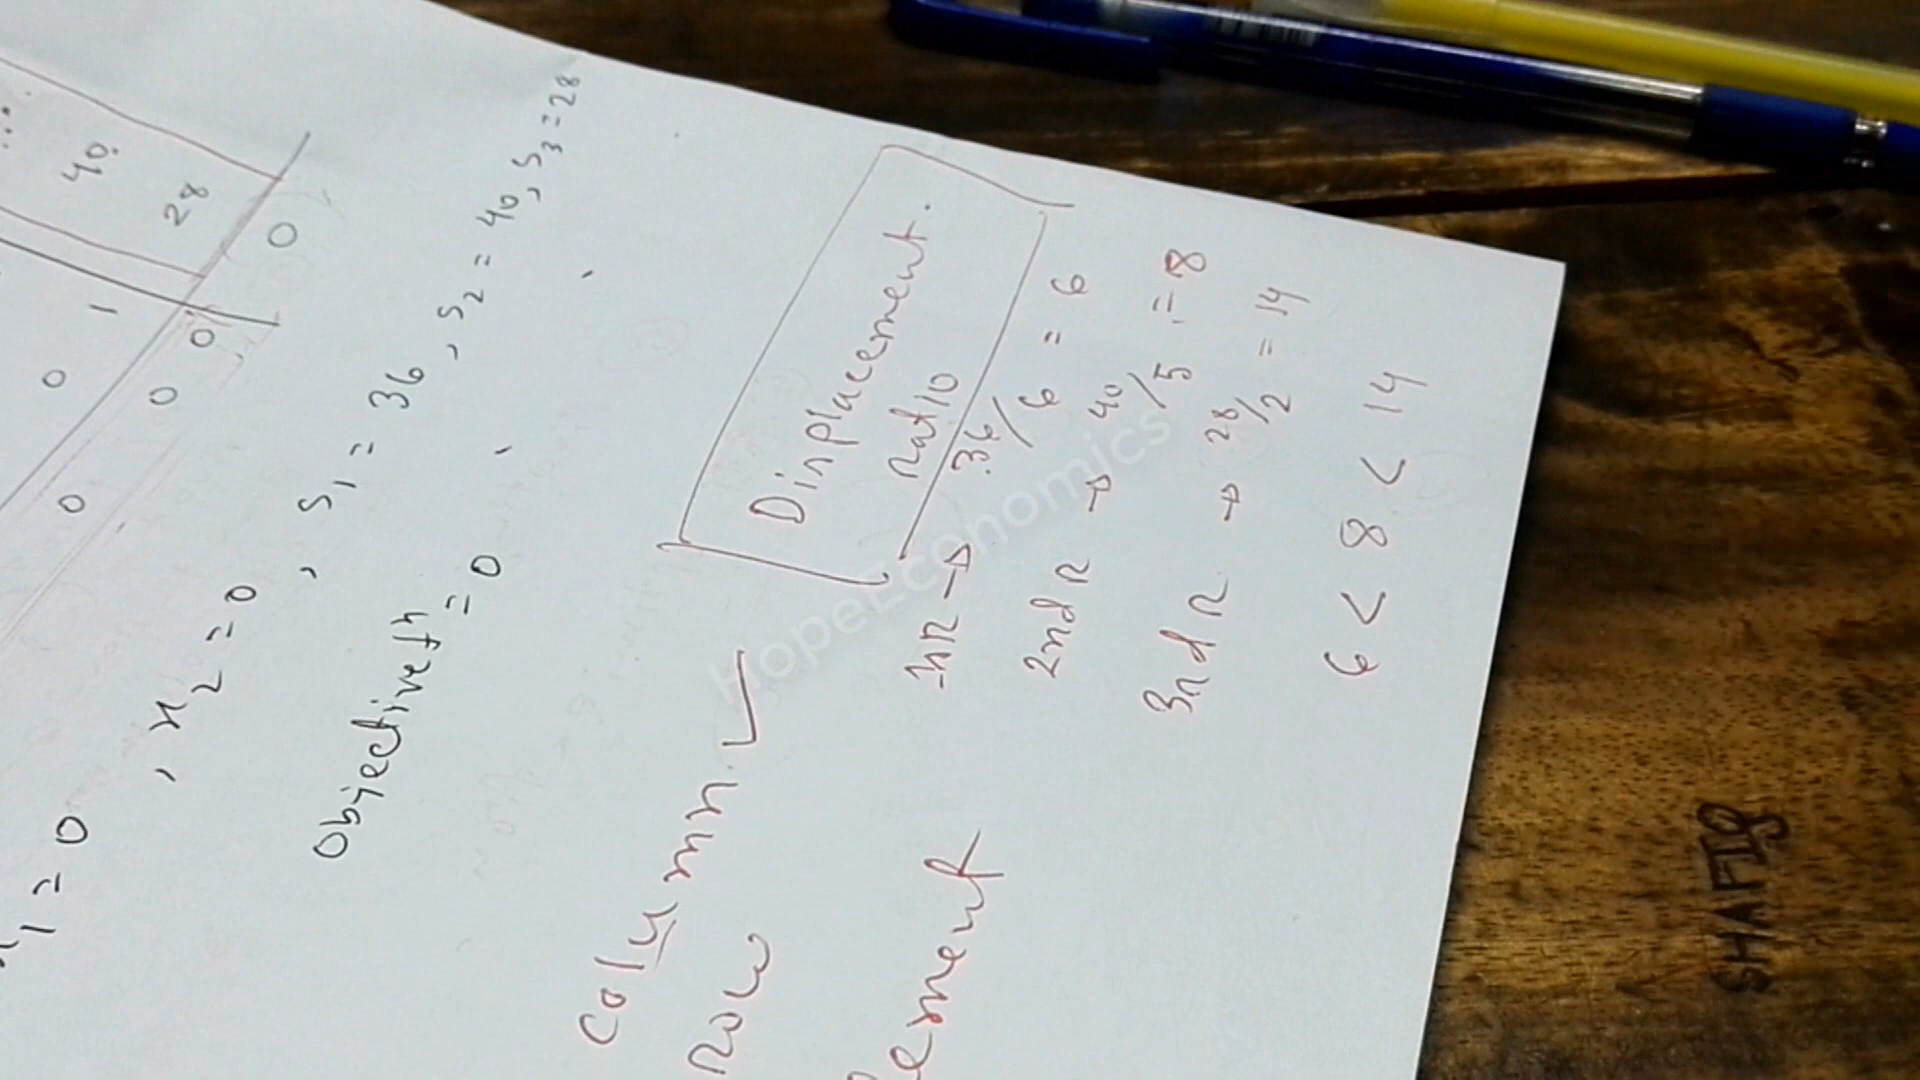 40
28
0 0 1
0 0 0 0
x1 = 0 , x2 = 0 , S1 = 36 , S2 = 40 , S3 = 28
Objective fn = 0
Column ✓
Row
Displacement
ratio
1st R → 36/6 = 6
2nd R → 40/5 = 8
3rd R → 28/2 = 14
6 < 8 < 14
HopeEconomics
SHAFIQ